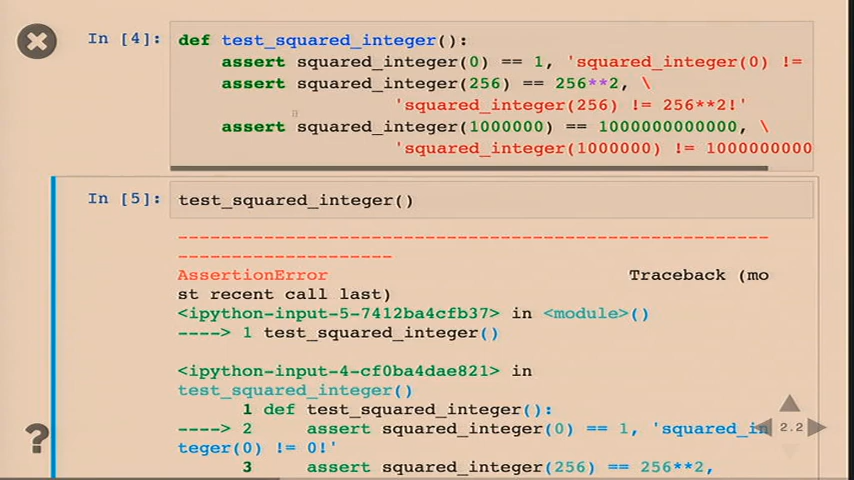 In [4]: def test_squared_integer():
assert squared_integer(0) == 1, 'squared_integer(0) !=
assert squared_integer(256) == 256**2, \
'squared_integer(256) != 256**2!'
assert squared_integer(1000000) == 1000000000000, \
'squared_integer(1000000) != 1000000000
In [5]: test_squared_integer()
-------------------------------------------------------
--------------------
AssertionError Traceback (mo
st recent call last)
<ipython-input-5-7412ba4cfb37> in <module>()
----> 1 test_squared_integer()
<ipython-input-4-cf0ba4dae821> in
test_squared_integer()
1 def test_squared_integer():
----> 2 assert squared_integer(0) == 1, 'squared_in
teger(0) != 0!'
3 assert squared_integer(256) == 256**2,
?
2.2